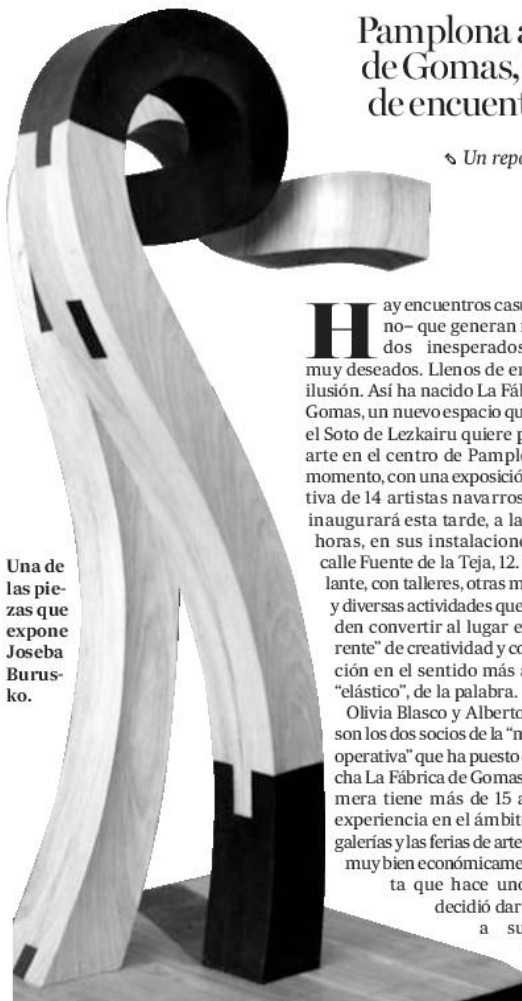 Pamplona a
de Gomas,
de encuent
Un repo
Hay encuentros casu
no– que generan r
dos inesperados
muy deseados. Llenos de en
ilusión. Así ha nacido La Fáb
Gomas, un nuevo espacio qu
el Soto de Lezkairu quiere p
arte en el centro de Pamplo
momento, con una exposició
tiva de 14 artistas navarros
inaugurará esta tarde, a la
horas, en sus instalacione
calle Fuente de la Teja, 12.
lante, con talleres, otras m
y diversas actividades que
den convertir al lugar e
rente” de creatividad y co
ción en el sentido más a
“elástico”, de la palabra.
Olivia Blasco y Alberto
son los dos socios de la “m
operativa” que ha puesto e
cha La Fábrica de Gomas
mera tiene más de 15 a
experiencia en el ámbito
galerías y las ferias de arte
muy bien económicame
ta que hace uno
decidió dar
a su
Una de
las pie-
zas que
expone
Joseba
Burus-
ko.